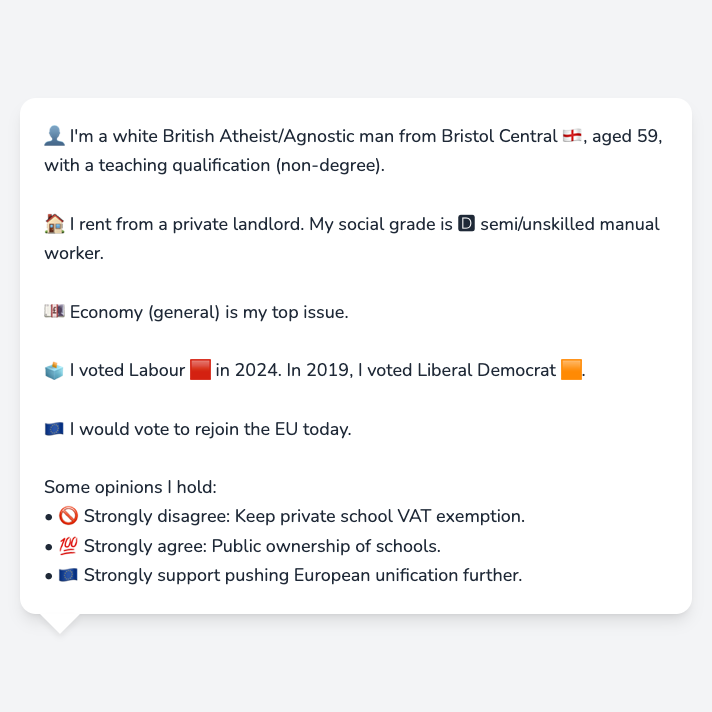 👤 I'm a white British Atheist/Agnostic man from Bristol Central 🏴󠁧󠁢󠁥󠁮󠁧󠁿, aged 59,
with a teaching qualification (non-degree).
🏠 I rent from a private landlord. My social grade is 🅳 semi/unskilled manual
worker.
💷 Economy (general) is my top issue.
🗳️ I voted Labour 🟥 in 2024. In 2019, I voted Liberal Democrat 🟧.
🇪🇺 I would vote to rejoin the EU today.
Some opinions I hold:
• 🚫 Strongly disagree: Keep private school VAT exemption.
• 💯 Strongly agree: Public ownership of schools.
• 🇪🇺 Strongly support pushing European unification further.